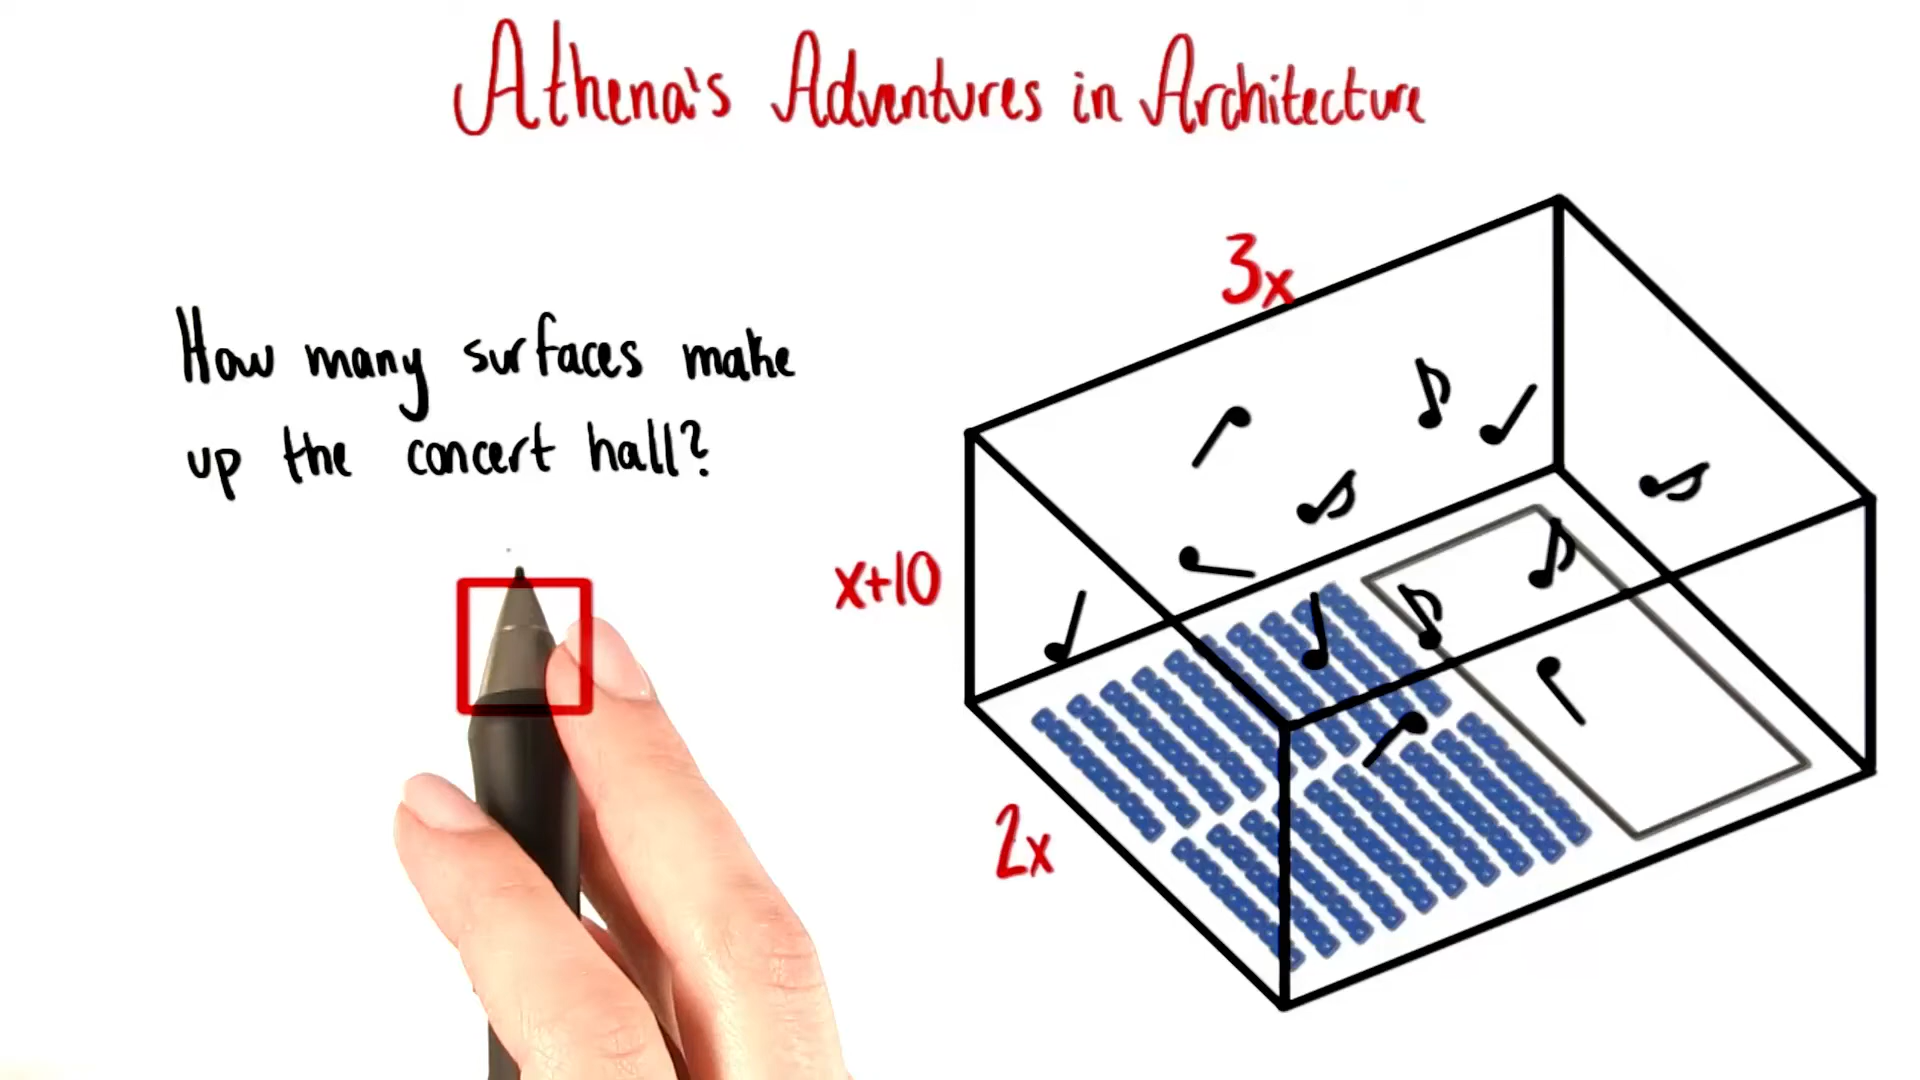 Athena's Adventures in Architecture
How many surfaces make
up the concert hall?
3x
x+10
2x